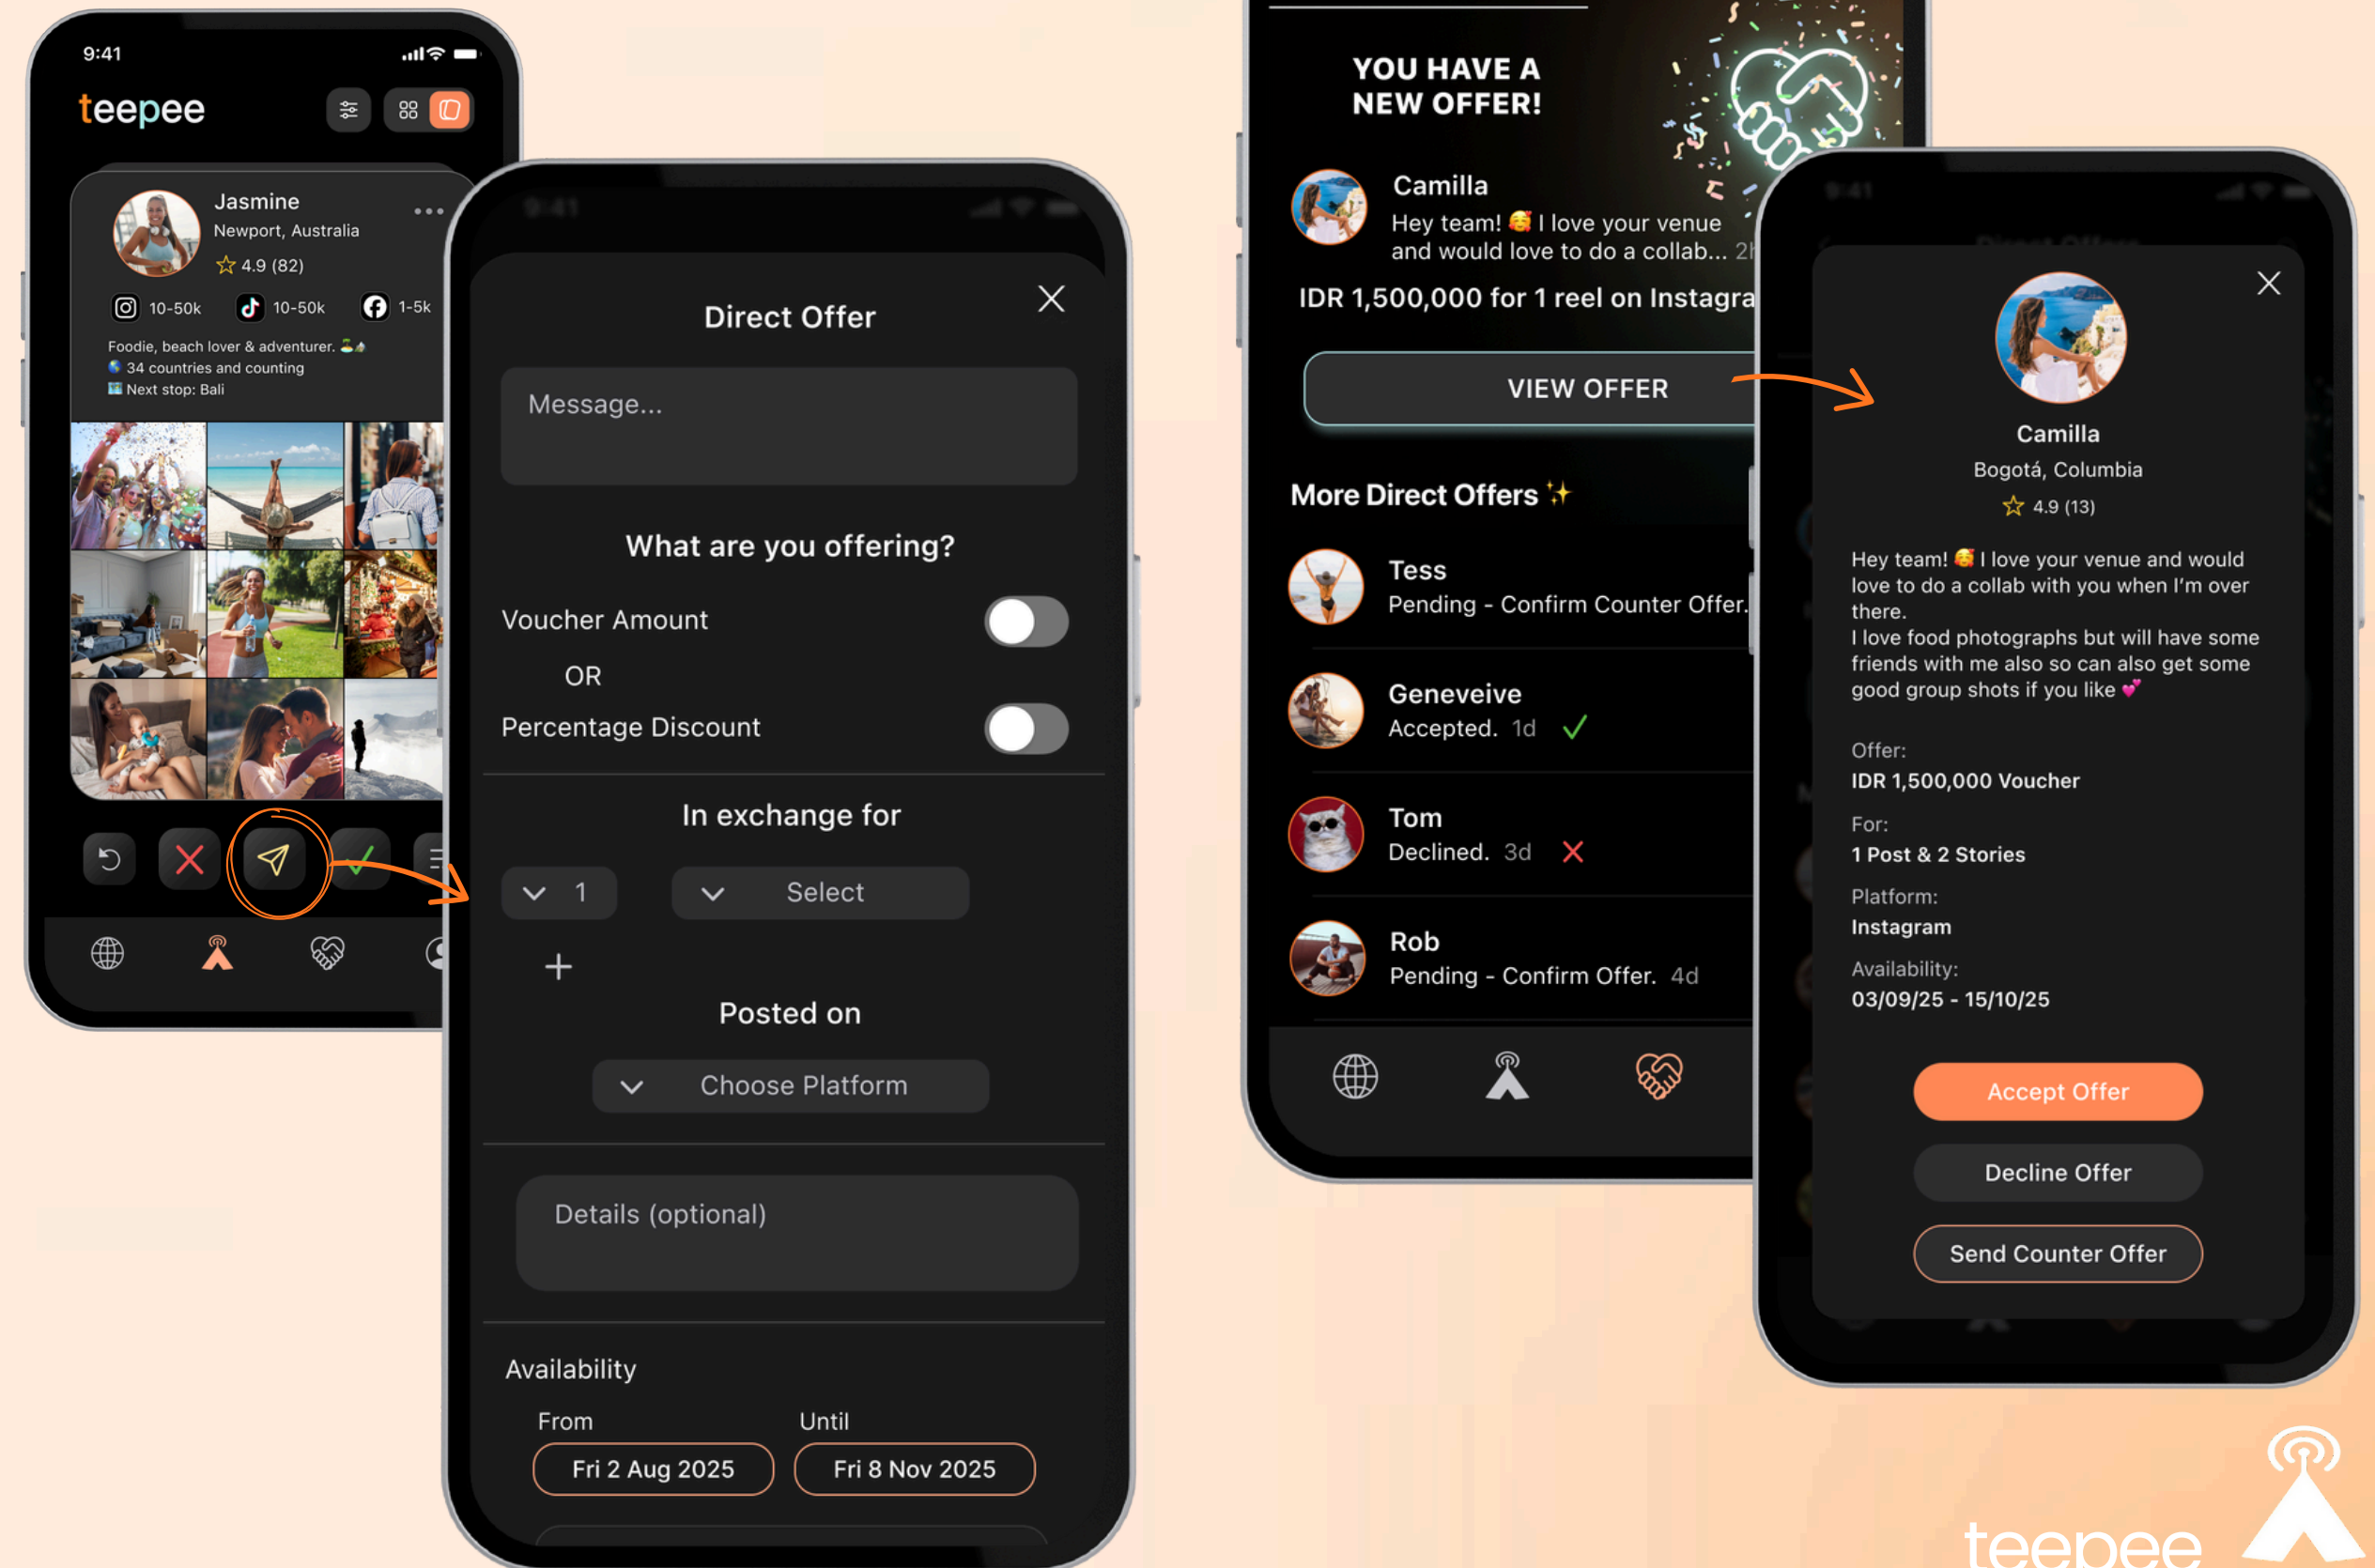 9:41
teepee
Jasmine
Newport, Australia
4.9 (82)
10-50k
10-50k
1-5k
Foodie, beach lover & adventurer. 🏝️🏕️
🌎 34 countries and counting
🗺️ Next stop: Bali
9:41
Direct Offer
Message...
What are you offering?
Voucher Amount
OR
Percentage Discount
In exchange for
1
Select
+
Posted on
Choose Platform
Details (optional)
Availability
From
Until
Fri 2 Aug 2025
Fri 8 Nov 2025
YOU HAVE A
NEW OFFER!
Camilla
Hey team! 🥰 I love your venue
and would love to do a collab...
IDR 1,500,000 for 1 reel on Instagra
VIEW OFFER
More Direct Offers ✨
Tess
Pending - Confirm Counter Offer.
Geneveive
Accepted. 1d
Tom
Declined. 3d
Rob
Pending - Confirm Offer. 4d
9:41
Direct Offers
Camilla
Bogotá, Columbia
4.9 (13)
Hey team! 🥰 I love your venue and would
love to do a collab with you when I'm over
there.
I love food photographs but will have some
friends with me also so can also get some
good group shots if you like 💕
Offer:
IDR 1,500,000 Voucher
For:
1 Post & 2 Stories
Platform:
Instagram
Availability:
03/09/25 - 15/10/25
Accept Offer
Decline Offer
Send Counter Offer
teepee